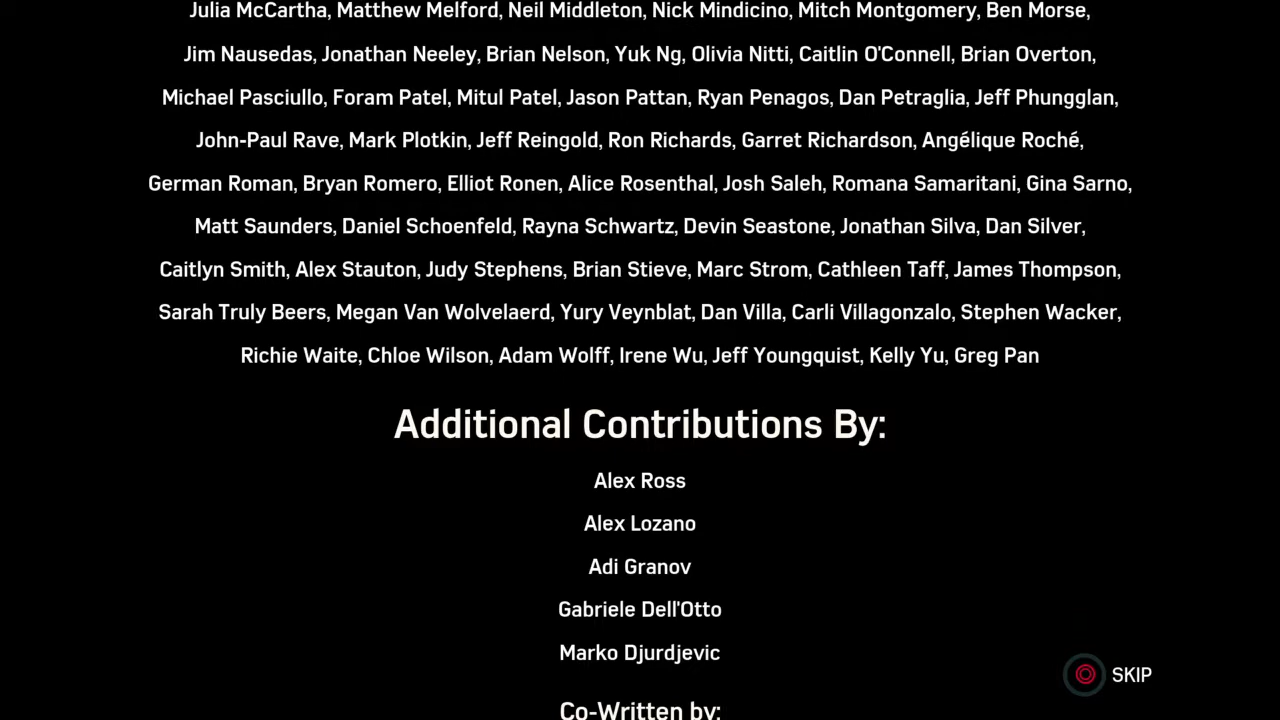 Julia McCartha, Matthew Melford, Neil Middleton, Nick Mindicino, Mitch Montgomery, Ben Morse,
Jim Nausedas, Jonathan Neeley, Brian Nelson, Yuk Ng, Olivia Nitti, Caitlin O'Connell, Brian Overton,
Michael Pasciullo, Foram Patel, Mitul Patel, Jason Pattan, Ryan Penagos, Dan Petraglia, Jeff Phungglan,
John-Paul Rave, Mark Plotkin, Jeff Reingold, Ron Richards, Garret Richardson, Angélique Roché,
German Roman, Bryan Romero, Elliot Ronen, Alice Rosenthal, Josh Saleh, Romana Samaritani, Gina Sarno,
Matt Saunders, Daniel Schoenfeld, Rayna Schwartz, Devin Seastone, Jonathan Silva, Dan Silver,
Caitlyn Smith, Alex Stauton, Judy Stephens, Brian Stieve, Marc Strom, Cathleen Taff, James Thompson,
Sarah Truly Beers, Megan Van Wolvelaerd, Yury Veynblat, Dan Villa, Carli Villagonzalo, Stephen Wacker,
Richie Waite, Chloe Wilson, Adam Wolff, Irene Wu, Jeff Youngquist, Kelly Yu, Greg Pan
Additional Contributions By:
Alex Ross
Alex Lozano
Adi Granov
Gabriele Dell'Otto
Marko Djurdjevic
SKIP
Co-Written by: